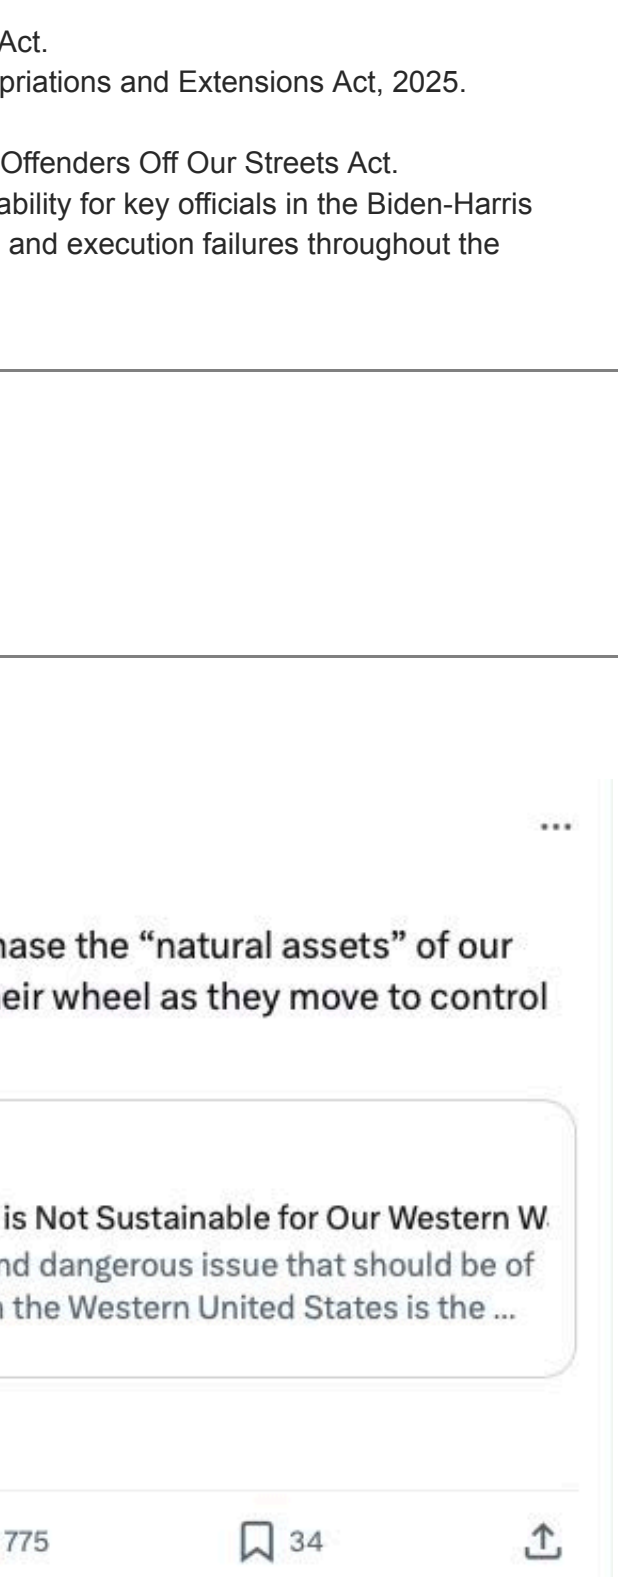 Act.
priations and Extensions Act, 2025.
Offenders Off Our Streets Act.
ability for key officials in the Biden-Harris
and execution failures throughout the
...
hase the “natural assets” of our
heir wheel as they move to control
is Not Sustainable for Our Western W
nd dangerous issue that should be of
the Western United States is the ...
775 34